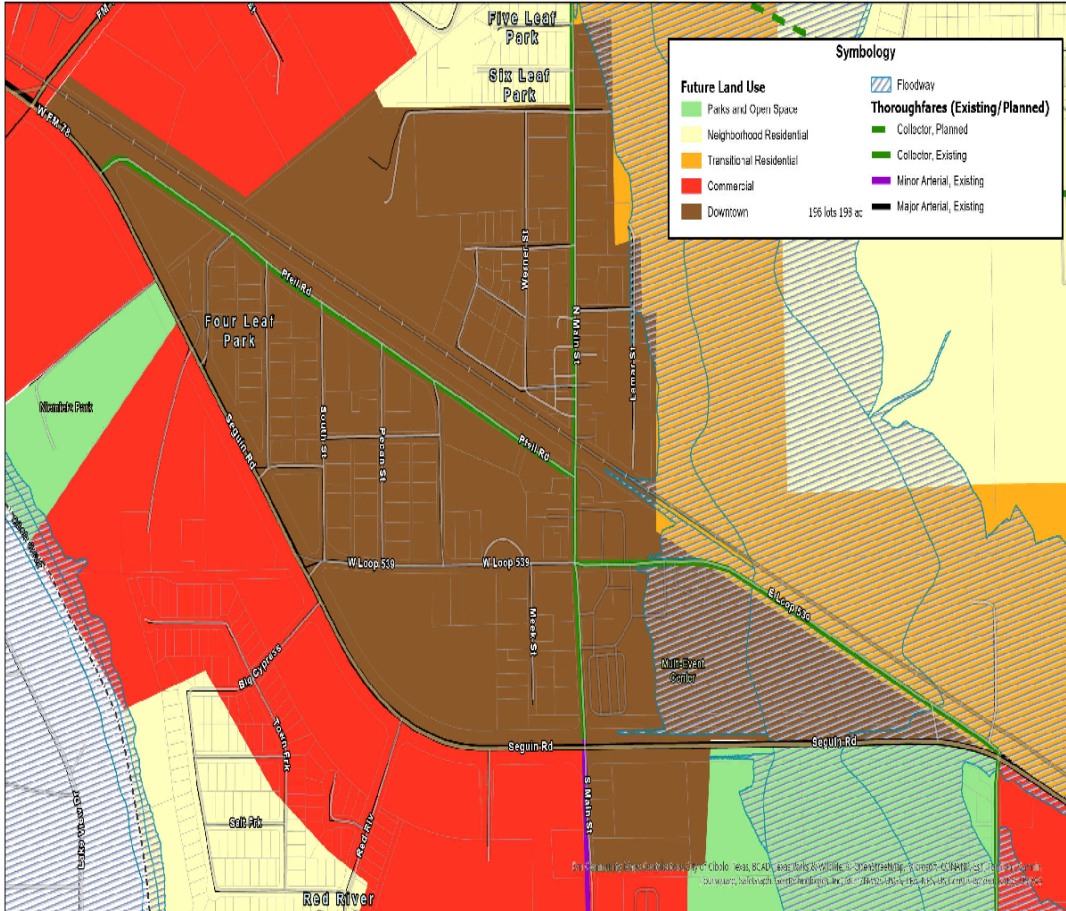 Five Leaf
Park
Six Leaf
Park
Symbology
Future Land Use
Parks and Open Space
Neighborhood Residential
Transitional Residential
Commercial
Downtown
196 lots 198 ac
Floodway
Thoroughfares (Existing/Planned)
Collector, Planned
Collector, Existing
Minor Arterial, Existing
Major Arterial, Existing
W FM-78
Pfeil Rd
Four Leaf
Park
Wesner St
N Main St
Lamar St
Seguin Rd
South St
Pecan St
Pfeil Rd
W Loop 539
W Loop 539
E Loop 539
Meek St
Multi-Event
Center
Big Cypress
Town Frk
Seguin Rd
Seguin Rd
Salt Frk
Red Riv
S Main St
Red River